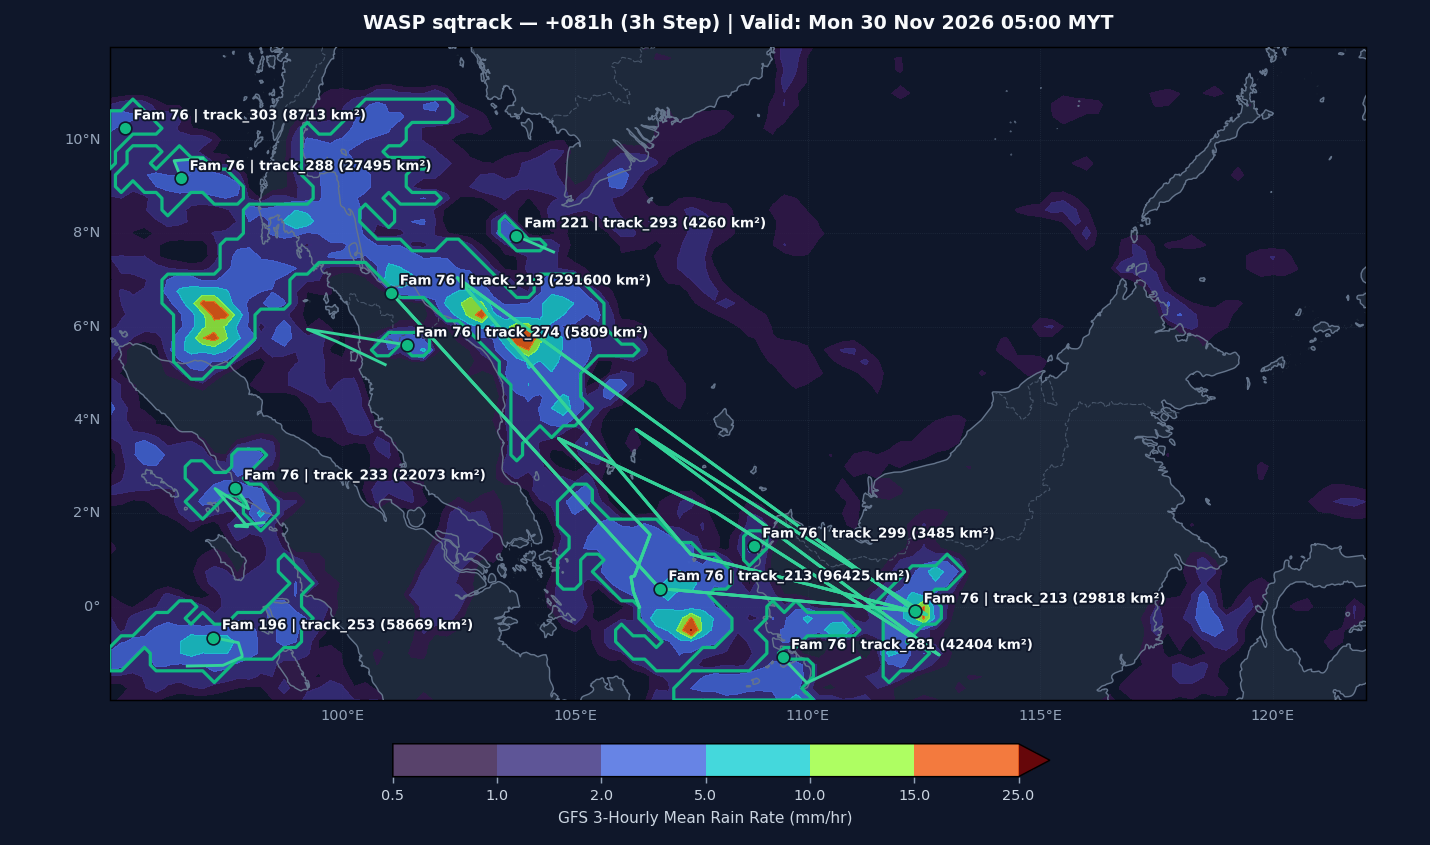 WASP sqtrack — +081h (3h Step) | Valid: Mon 30 Nov 2026 05:00 MYT
Fam 76 | track_303 (8713 km²)
10°N
Fam 76 | track_288 (27495 km²)
8°N
Fam 221 | track_293 (4260 km²)
Fam 76 | track_213 (291600 km²)
6°N
Fam 76 | track_274 (5809 km²)
4°N
Fam 76 | track_233 (22073 km²)
2°N
Fam 76 | track_299 (3485 km²)
Fam 76 | track_213 (96425 km²)
0°
Fam 76 | track_213 (29818 km²)
Fam 196 | track_253 (58669 km²)
Fam 76 | track_281 (42404 km²)
100°E 105°E 110°E 115°E 120°E
0.5 1.0 2.0 5.0 10.0 15.0 25.0
GFS 3-Hourly Mean Rain Rate (mm/hr)